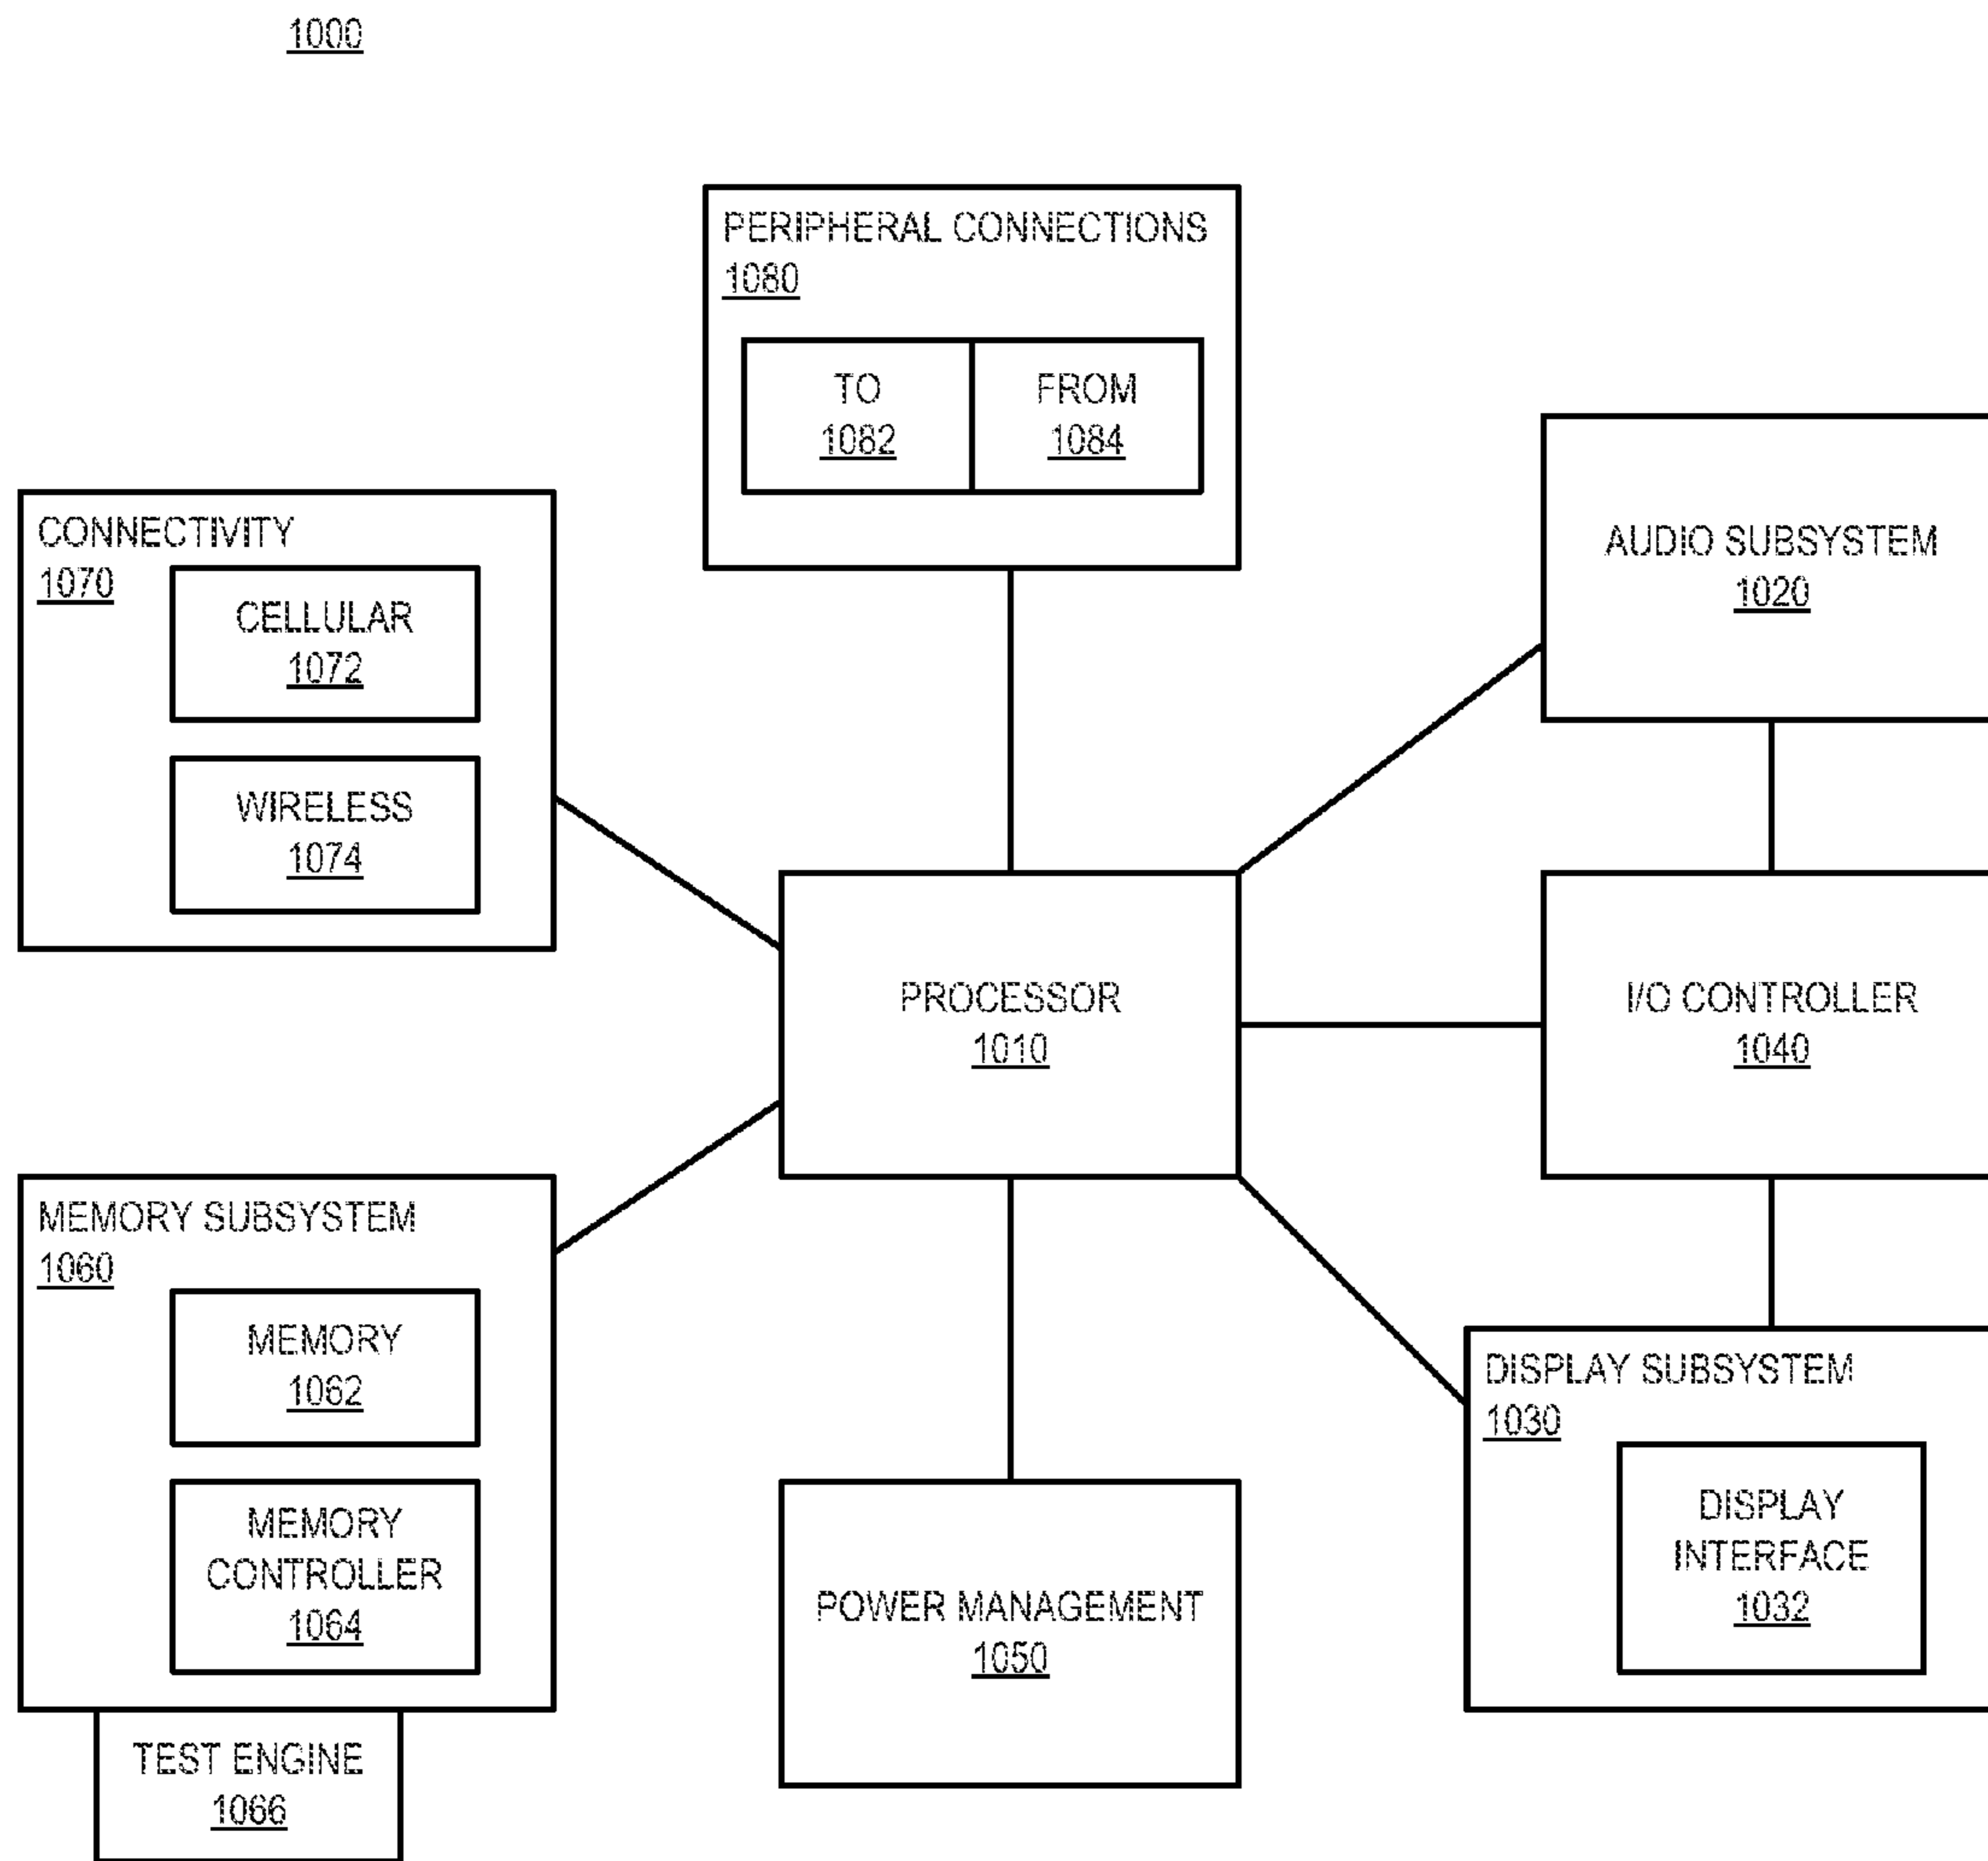 1000
PERIPHERAL CONNECTIONS
1080
TO
1082
FROM
1084
CONNECTIVITY
1070
CELLULAR
1072
WIRELESS
1074
AUDIO SUBSYSTEM
1020
PROCESSOR
1010
I/O CONTROLLER
1040
MEMORY SUBSYSTEM
1060
MEMORY
1062
MEMORY
CONTROLLER
1064
TEST ENGINE
1066
POWER MANAGEMENT
1050
DISPLAY SUBSYSTEM
1030
DISPLAY
INTERFACE
1032